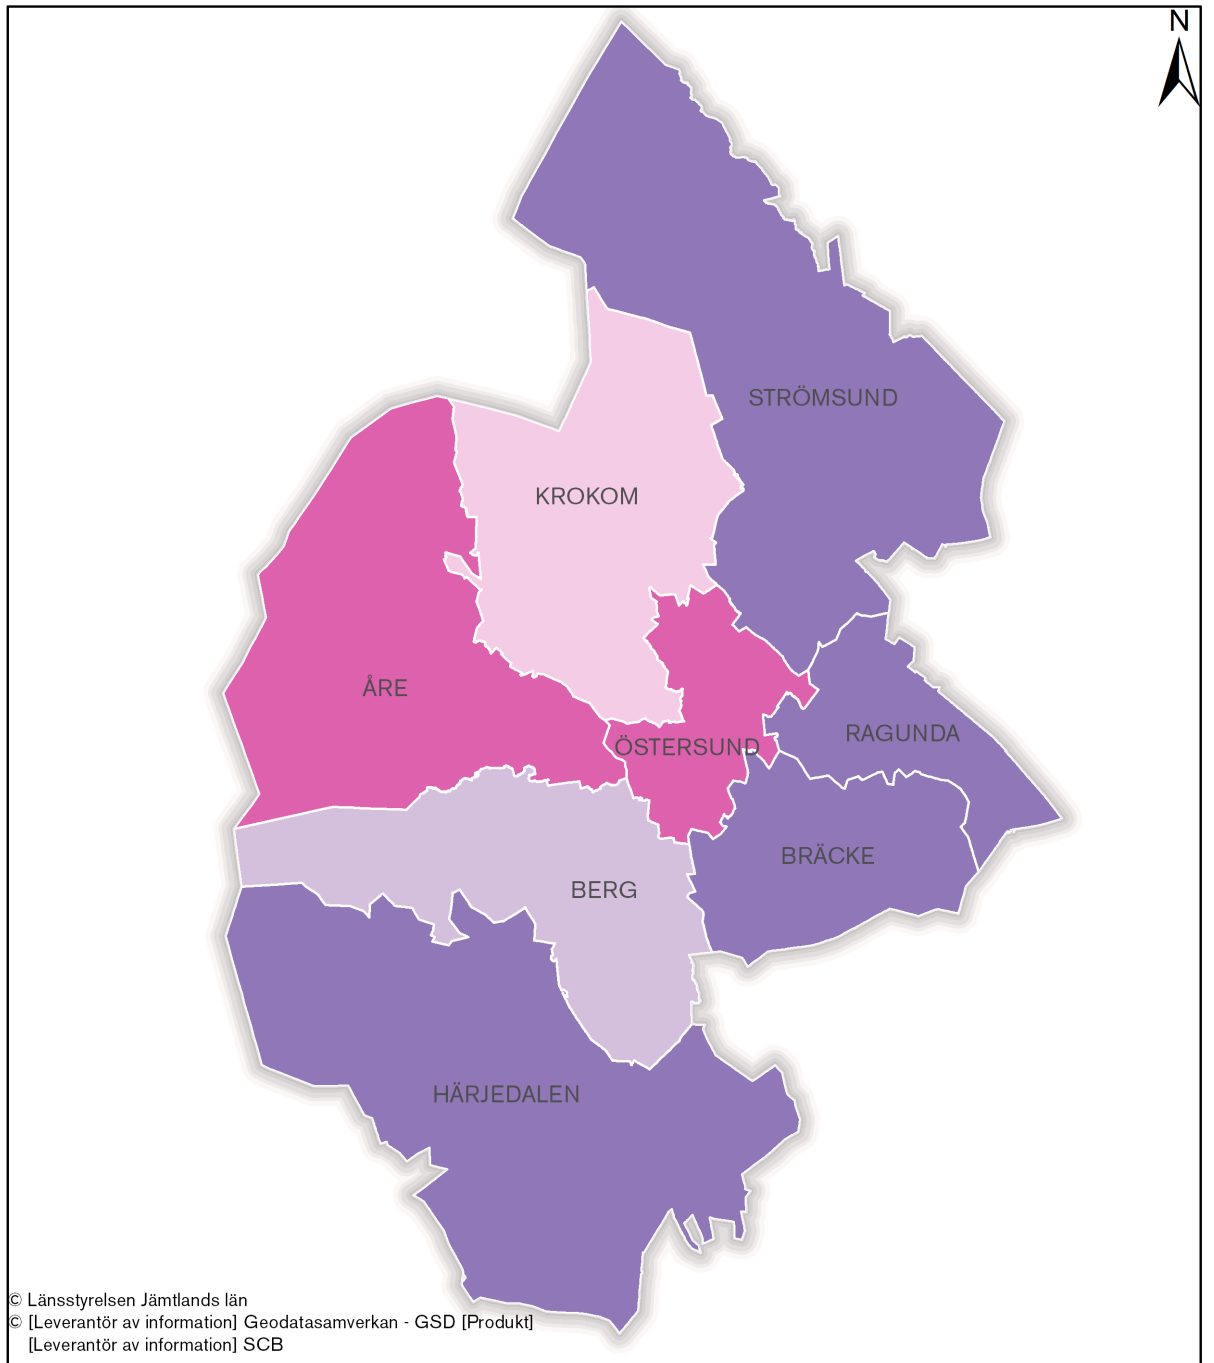 N
STRÖMSUND
KROKOM
ÅRE
RAGUNDA
ÖSTERSUND
BRÄCKE
BERG
HÄRJEDALEN
© Länsstyrelsen Jämtlands län
© [Leverantör av information] Geodatasamverkan - GSD [Produkt]
[Leverantör av information] SCB